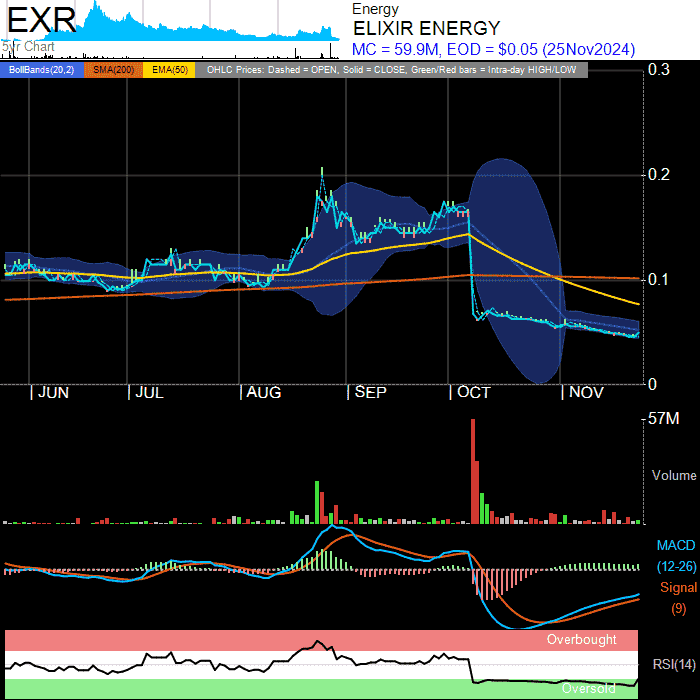 EXR
5yr Chart
Energy
ELIXIR ENERGY
MC = 59.9M, EOD = $0.05 (25Nov2024)
BollBands(20,2) SMA(200) EMA(50) OHLC Prices: Dashed = OPEN, Solid = CLOSE, Green/Red bars = Intra-day HIGH/LOW
0.3
0.2
0.1
0
JUN JUL AUG SEP OCT NOV
57M
Volume
MACD
(12-26)
Signal
(9)
Overbought
RSI(14)
Oversold